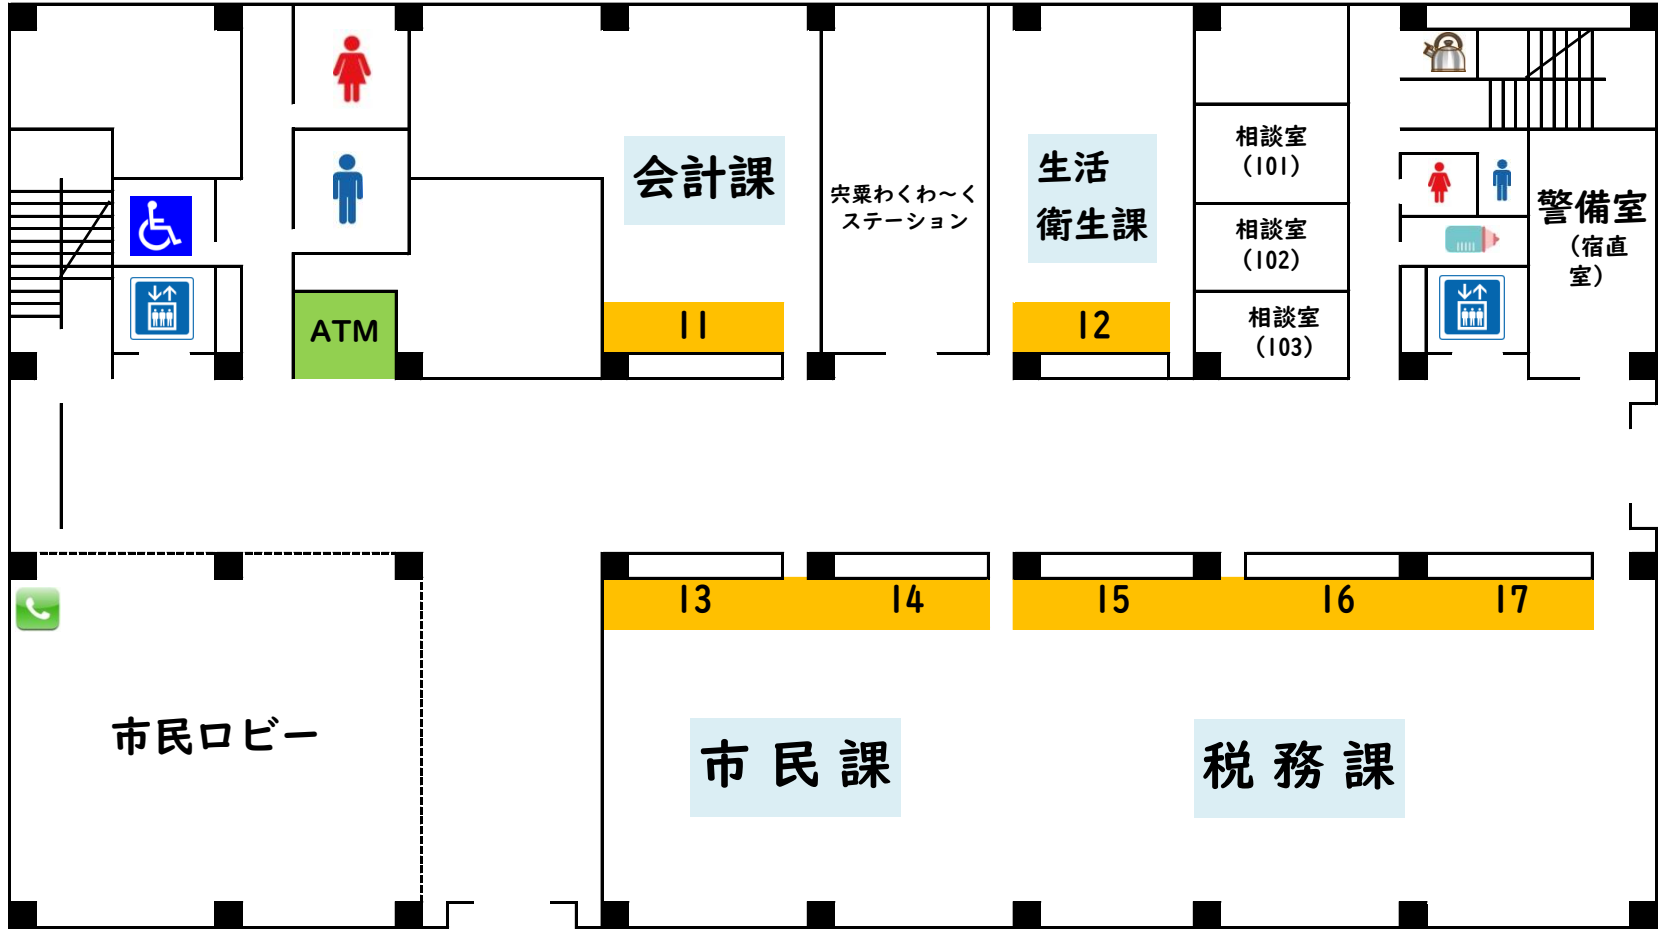 会計課
宍粟わくわ～く
ステーション
生活
衛生課
相談室
(101)
相談室
(102)
相談室
(103)
警備室
(宿直
室)
ATM
11
12
13
14
15
16
17
市民ロビー
市民課
税務課